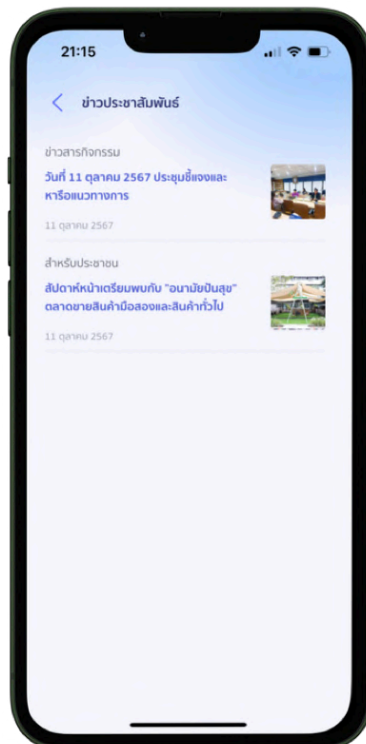 21:15
ข่าวประชาสัมพันธ์
ข่าวสารกิจกรรม
วันที่ 11 ตุลาคม 2567 ประชุมชี้แจงและ
หารือแนวทางการ
11 ตุลาคม 2567
สำหรับประชาชน
สัปดาห์หน้าเตรียมพบกับ "อนามัยปันสุข"
ตลาดขายสินค้ามือสองและสินค้าทั่วไป
11 ตุลาคม 2567